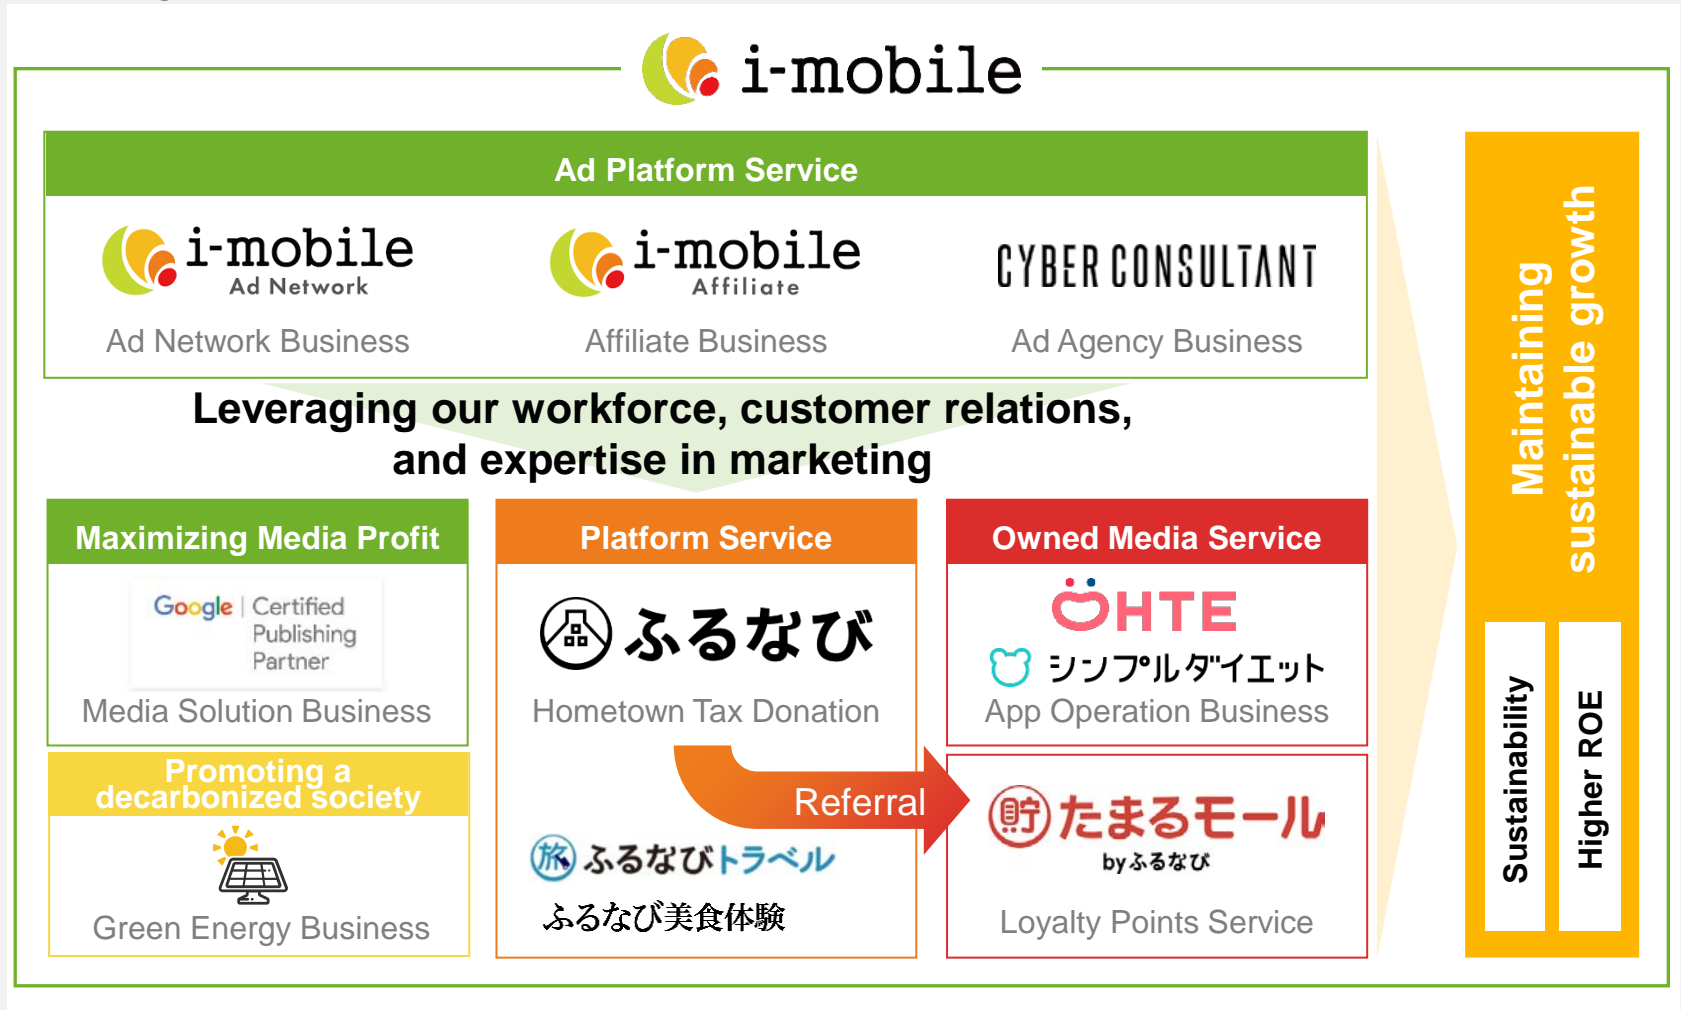 i-mobile
Ad Platform Service
i-mobile
Ad Network
Ad Network Business
i-mobile
Affiliate
Affiliate Business
CYBER CONSULTANT
Ad Agency Business
Leveraging our workforce, customer relations,
and expertise in marketing
Maximizing Media Profit
Google | Certified
Publishing
Partner
Media Solution Business
Promoting a
decarbonized society
Green Energy Business
Platform Service
ふるなび
Hometown Tax Donation
Referral
旅 ふるなびトラベル
ふるなび美食体験
Owned Media Service
OHTE
シンプルダイエット
App Operation Business
貯 たまるモール
byふるなび
Loyalty Points Service
Maintaining
sustainable growth
Sustainability
Higher ROE